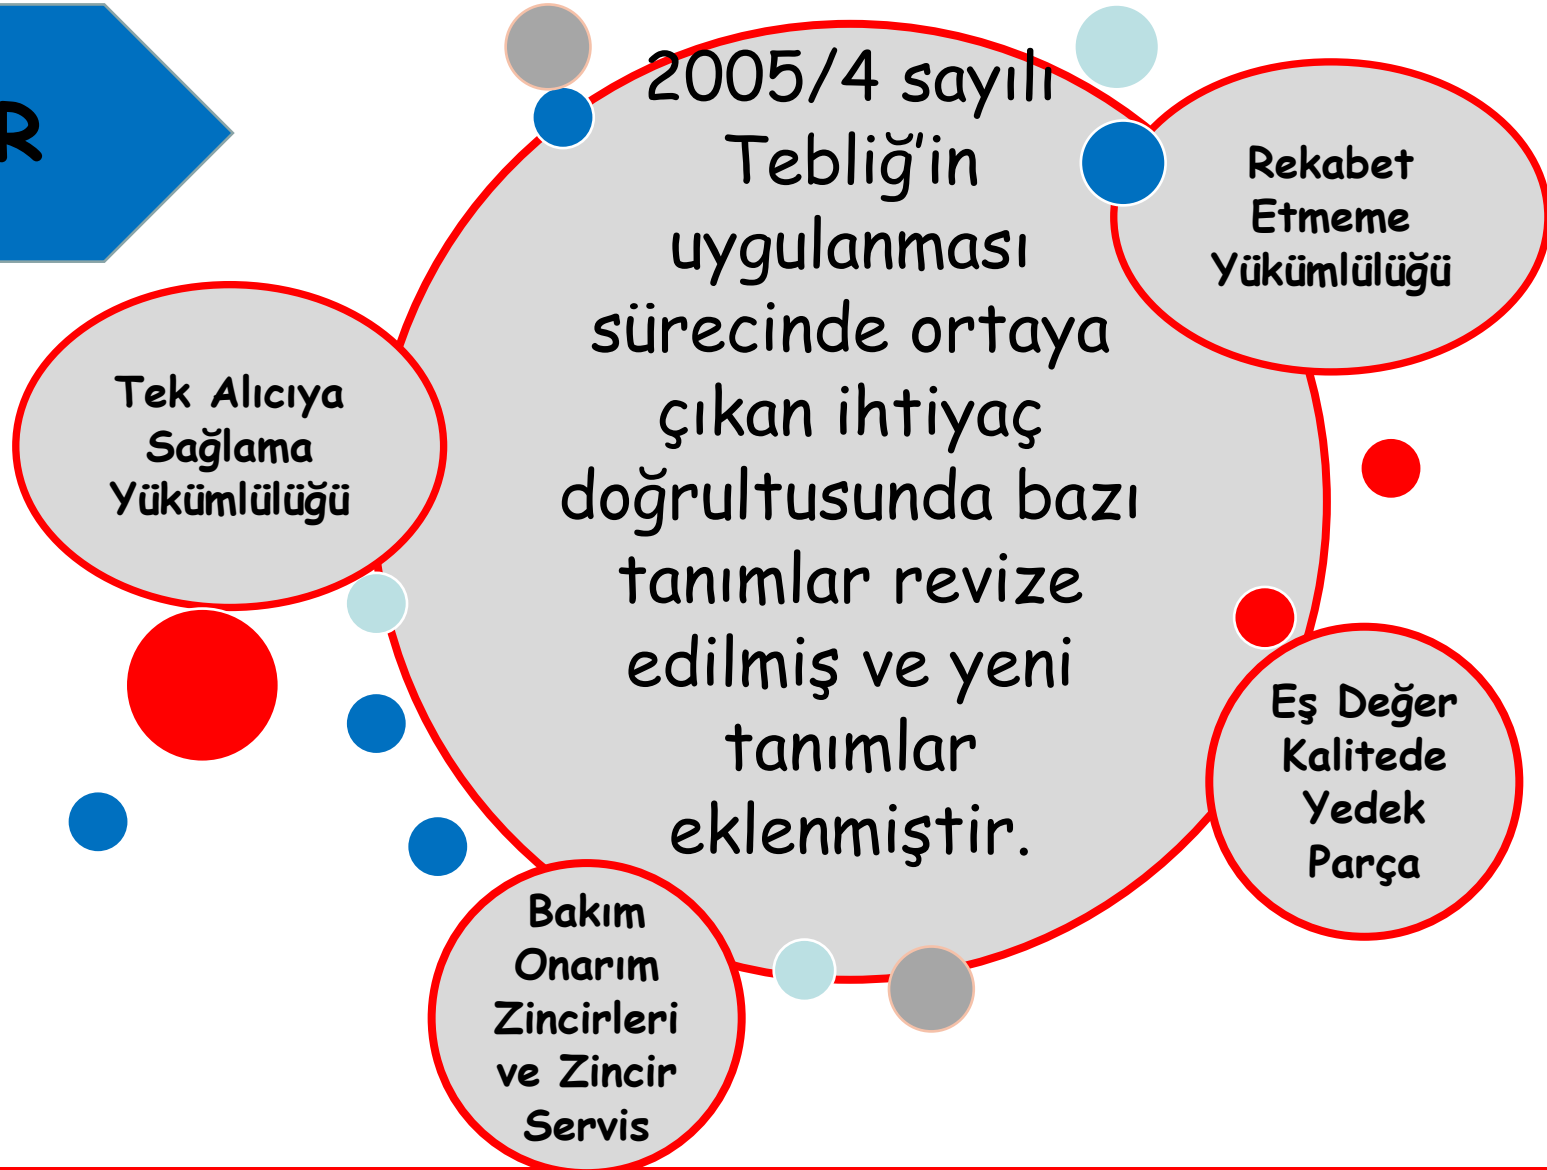 R
2005/4 sayılı
Tebliğ’in
uygulanması
sürecinde ortaya
çıkan ihtiyaç
doğrultusunda bazı
tanımlar revize
edilmiş ve yeni
tanımlar
eklenmiştir.
Rekabet
Etmeme
Yükümlülüğü
Tek Alıcıya
Sağlama
Yükümlülüğü
Eş Değer
Kalitede
Yedek
Parça
Bakım
Onarım
Zincirleri
ve Zincir
Servis